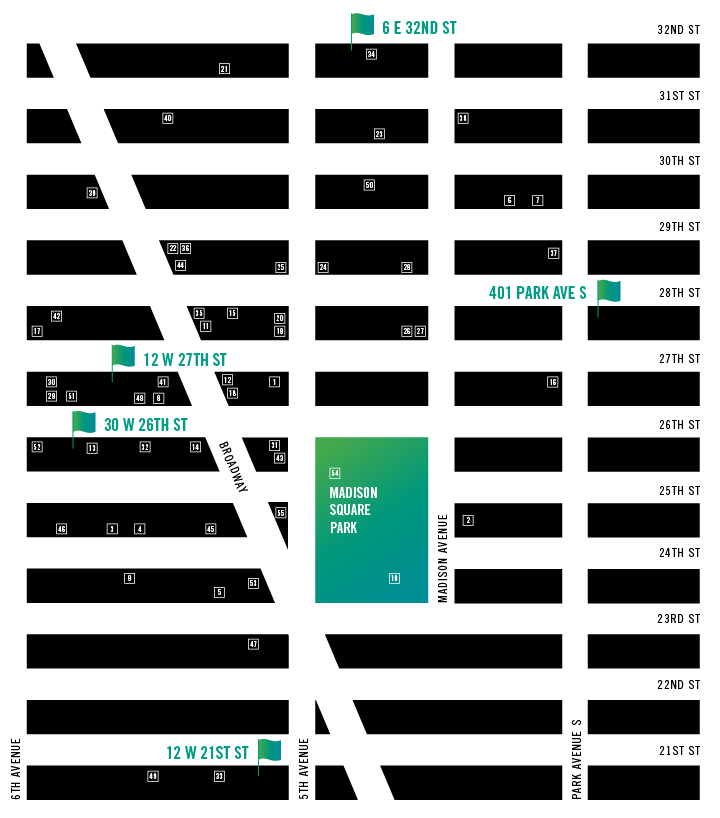 6 E 32ND ST
32ND ST
34
21
31ST ST
40
38
23
30TH ST
50
39
6
7
29TH ST
22
36
37
44
25
24
28
401 PARK AVE S
28TH ST
42
35
15
20
11
17
19
26
27
12 W 27TH ST
27TH ST
30
41
12
1
16
29
51
48
8
18
30 W 26TH ST
26TH ST
52
13
32
14
31
43
BROADWAY
54
MADISON
SQUARE
PARK
25TH ST
55
2
46
3
4
45
MADISON AVENUE
24TH ST
9
53
5
10
23RD ST
47
22ND ST
12 W 21ST ST
21ST ST
6TH AVENUE
5TH AVENUE
PARK AVENUE S
49
33